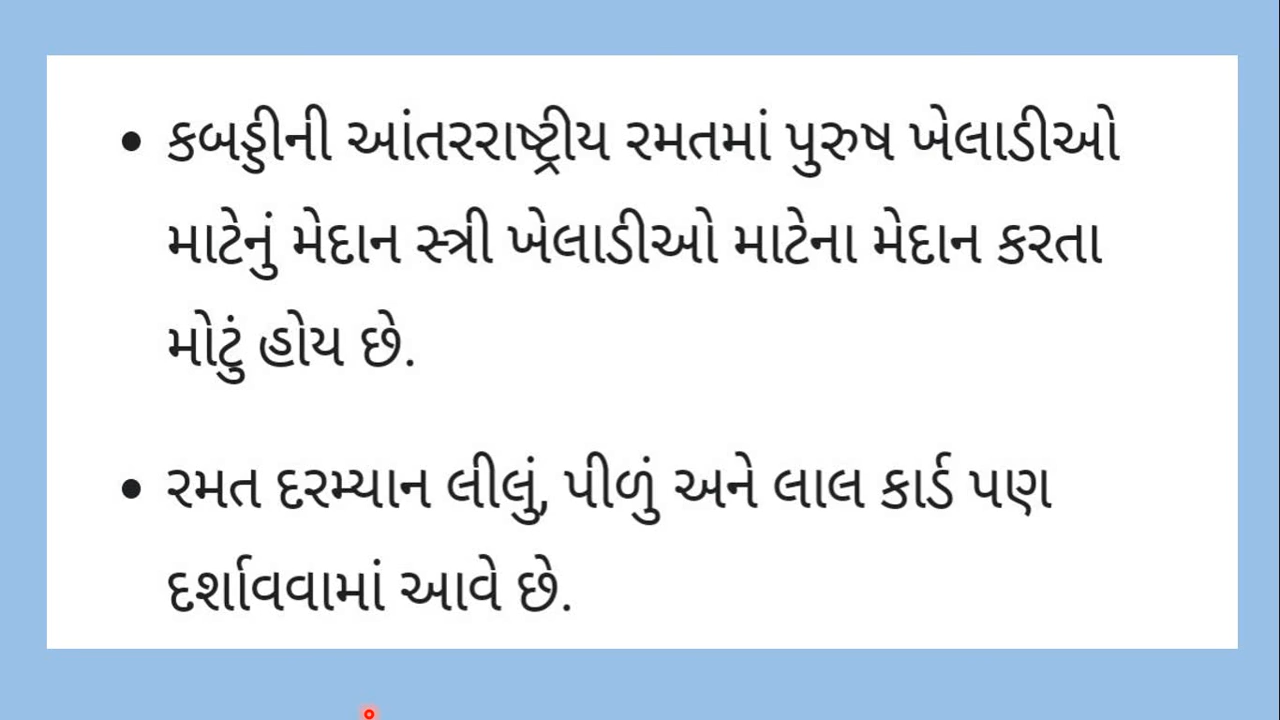 • કબડ્ડીની આંતરરાષ્ટ્રીય રમતમાં પુરુષ ખેલાડીઓ
માટેનું મેદાન સ્ત્રી ખેલાડીઓ માટેના મેદાન કરતા
મોટું હોય છે.
• રમત દરમ્યાન લીલું, પીળું અને લાલ કાર્ડ પણ
દર્શાવવામાં આવે છે.